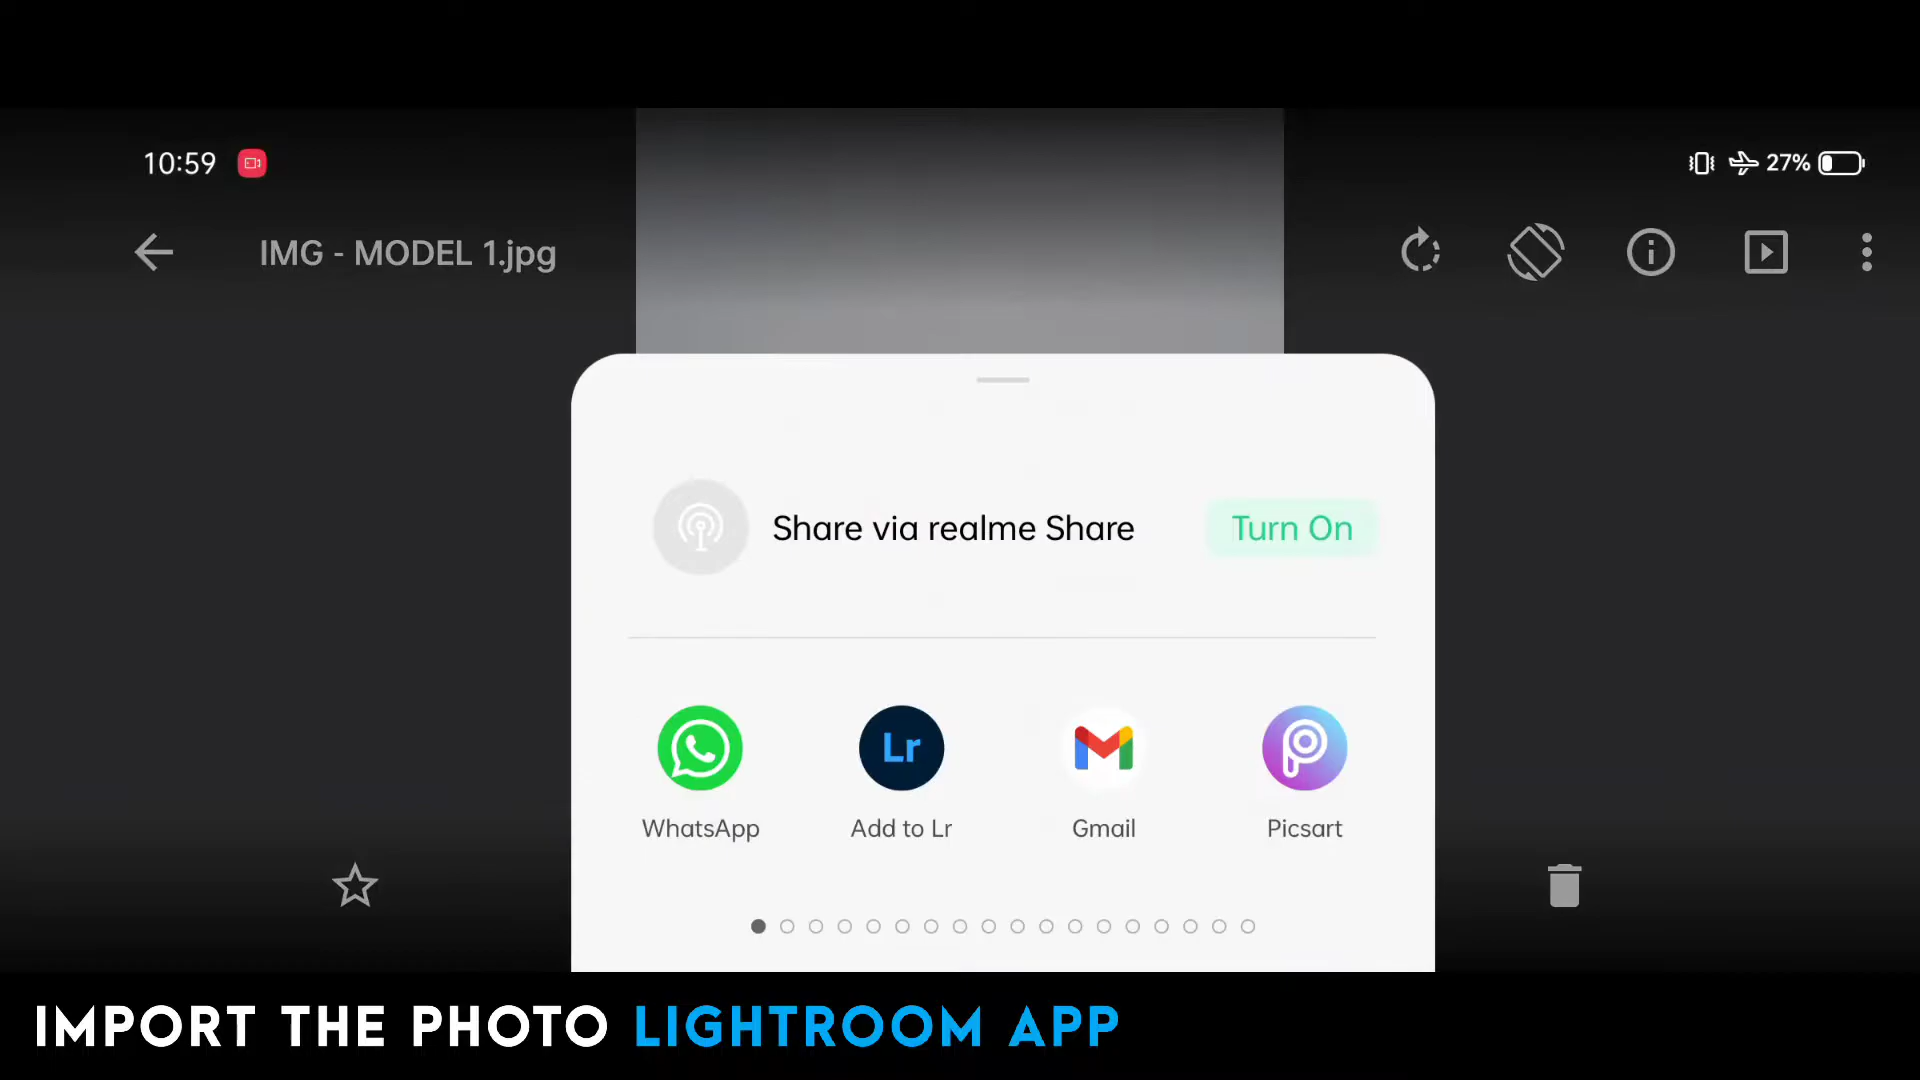 10:59
27%
IMG - MODEL 1.jpg
Share via realme Share
Turn On
Lr
WhatsApp
Add to Lr
Gmail
Picsart
IMPORT THE PHOTO LIGHTROOM APP